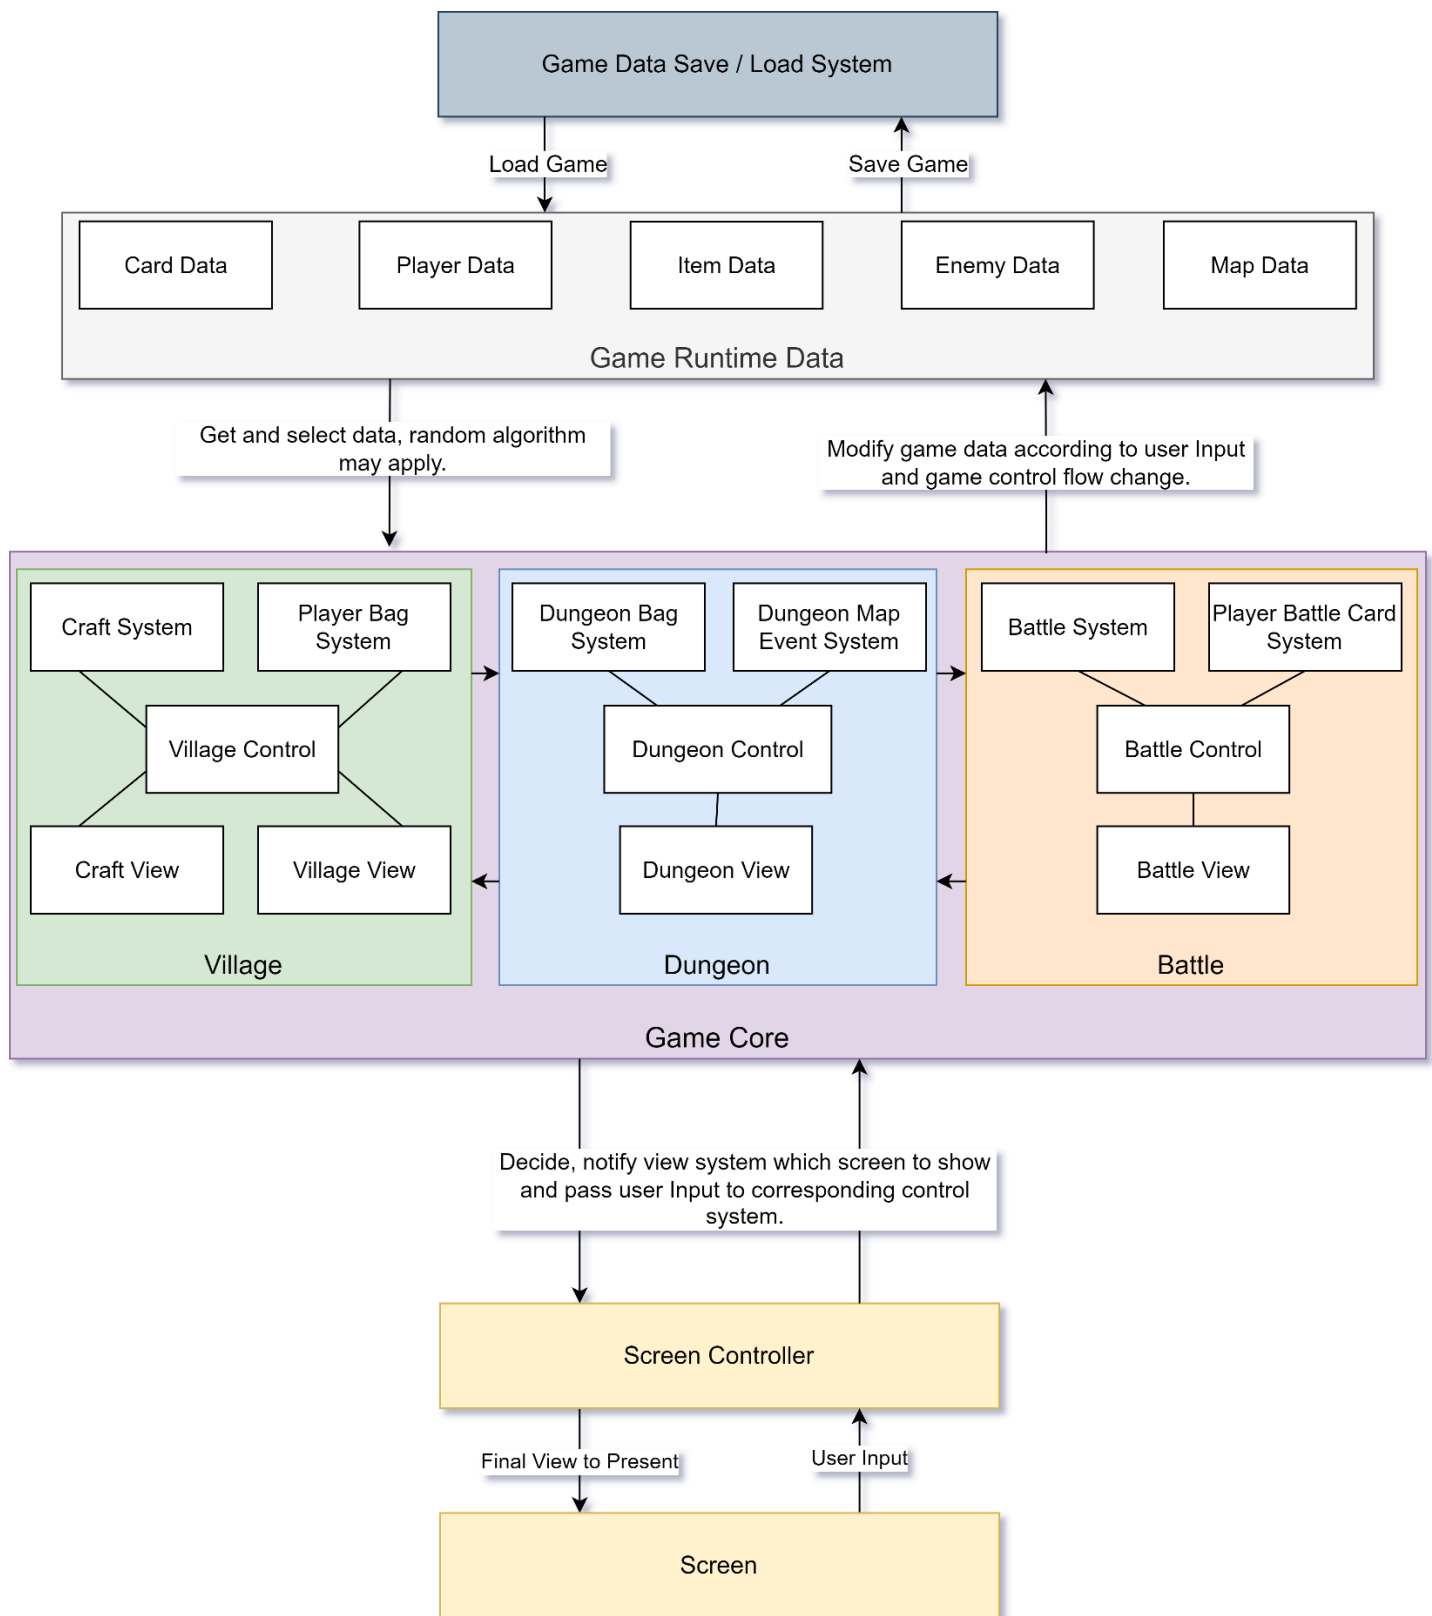 Game Data Save / Load System
Load Game
Save Game
Card Data
Player Data
Item Data
Enemy Data
Map Data
Game Runtime Data
Get and select data, random algorithm
may apply.
Modify game data according to user Input
and game control flow change.
Craft System
Player Bag
System
Village Control
Craft View
Village View
Village
Dungeon Bag
System
Dungeon Map
Event System
Dungeon Control
Dungeon View
Dungeon
Battle System
Player Battle Card
System
Battle Control
Battle View
Battle
Game Core
Decide, notify view system which screen to show
and pass user Input to corresponding control
system.
Screen Controller
Final View to Present
User Input
Screen